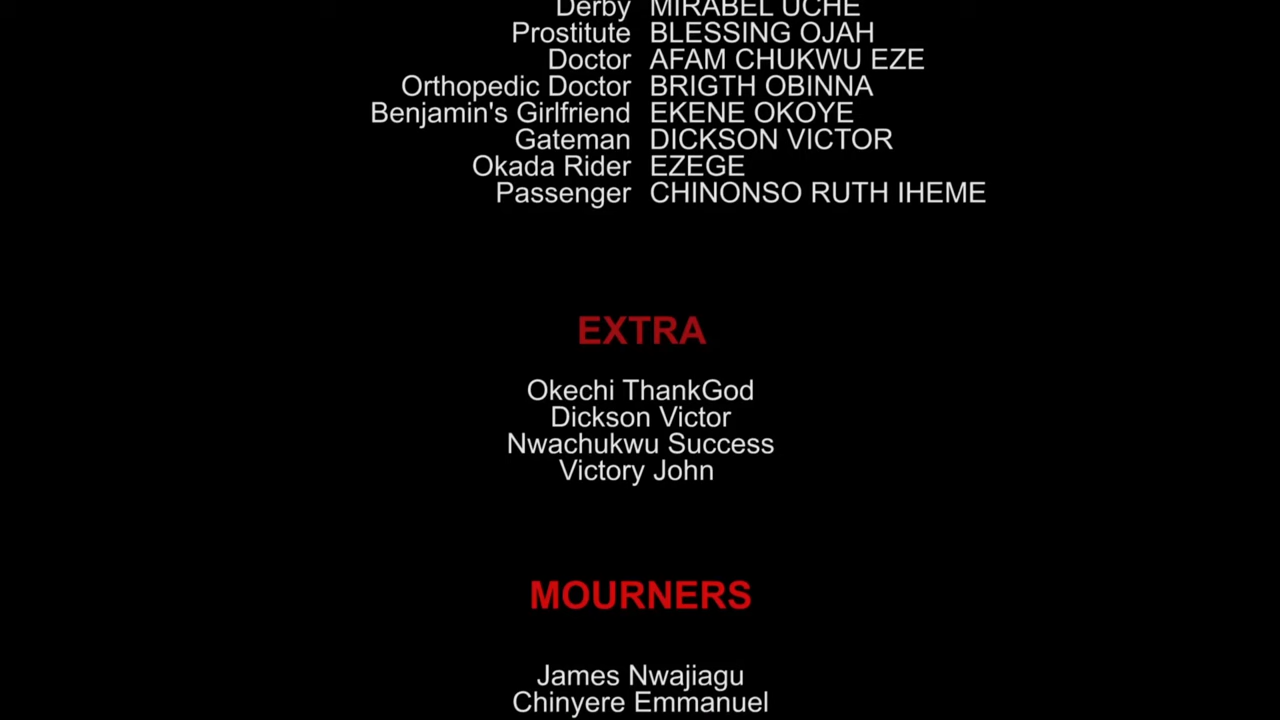 Derby MIRABEL UCHE
Prostitute BLESSING OJAH
Doctor AFAM CHUKWU EZE
Orthopedic Doctor BRIGTH OBINNA
Benjamin's Girlfriend EKENE OKOYE
Gateman DICKSON VICTOR
Okada Rider EZEGE
Passenger CHINONSO RUTH IHEME
EXTRA
Okechi ThankGod
Dickson Victor
Nwachukwu Success
Victory John
MOURNERS
James Nwajiagu
Chinyere Emmanuel